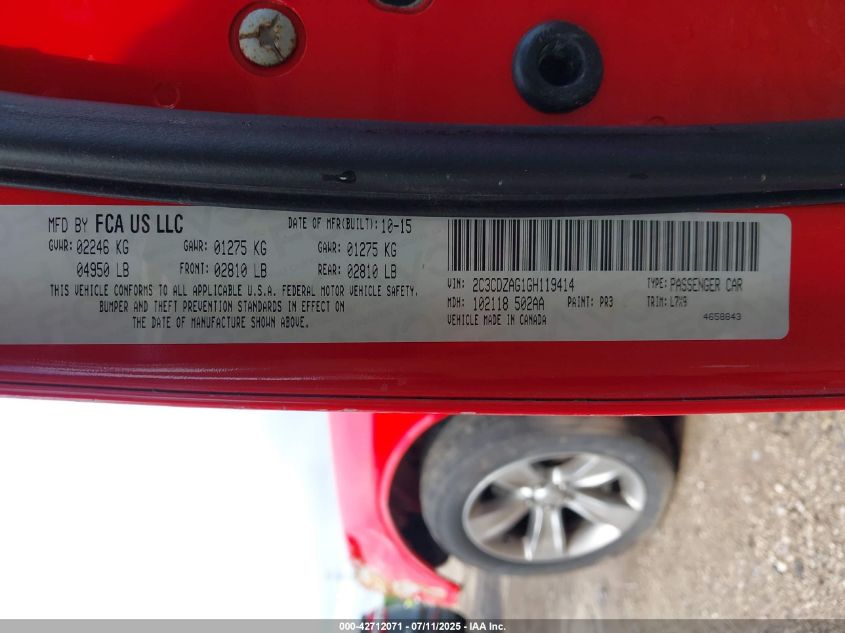 MFD BY FCA US LLC DATE OF MFR(BUILT): 10-15
GVWR: 02246 KG GAWR: 01275 KG GAWR: 01275 KG
04950 LB FRONT: 02810 LB REAR: 02810 LB
THIS VEHICLE CONFORMS TO ALL APPLICABLE U.S.A. FEDERAL MOTOR VEHICLE SAFETY,
BUMPER AND THEFT PREVENTION STANDARDS IN EFFECT ON
THE DATE OF MANUFACTURE SHOWN ABOVE.
VIN: 2C3CDZAG1GH119414 TYPE: PASSENGER CAR
MDH: 102118 502AA PAINT: PR3 TRIM: L7X9
VEHICLE MADE IN CANADA 4658643
000-42712071 - 07/11/2025 - IAA Inc.